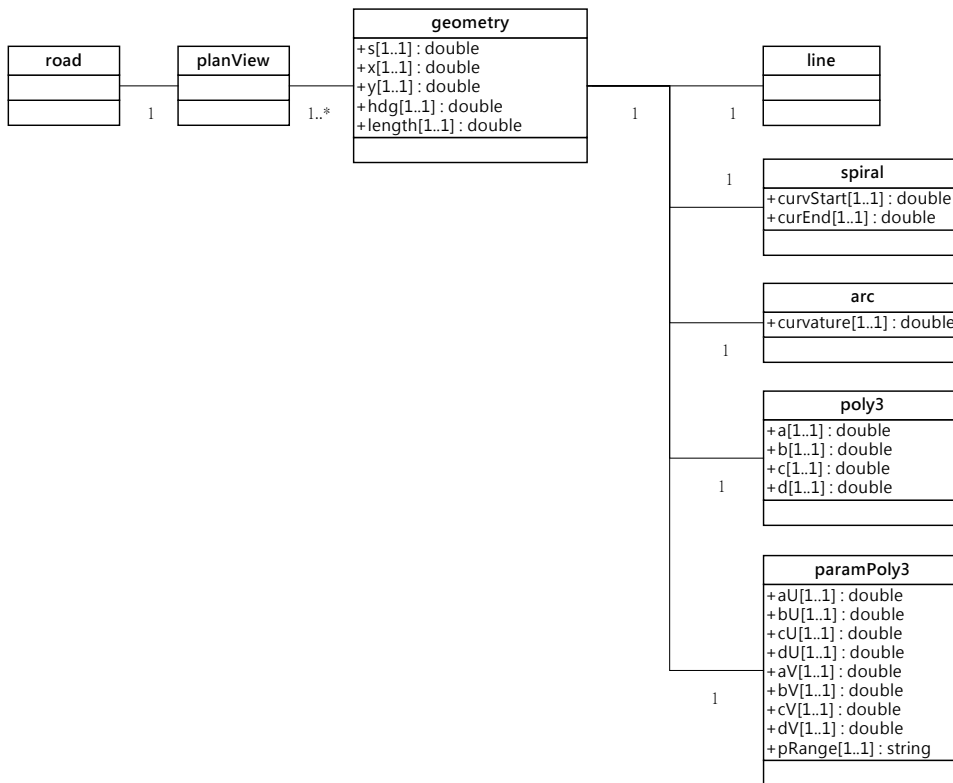 geometry
+s[1..1] : double
+x[1..1] : double
+y[1..1] : double
+hdg[1..1] : double
+length[1..1] : double
road
planView
line
1
1..*
1
1
spiral
+curvStart[1..1] : double
+curEnd[1..1] : double
1
arc
+curvature[1..1] : double
1
poly3
+a[1..1] : double
+b[1..1] : double
+c[1..1] : double
+d[1..1] : double
1
paramPoly3
+aU[1..1] : double
+bU[1..1] : double
+cU[1..1] : double
+dU[1..1] : double
+aV[1..1] : double
+bV[1..1] : double
+cV[1..1] : double
+dV[1..1] : double
+pRange[1..1] : string
1